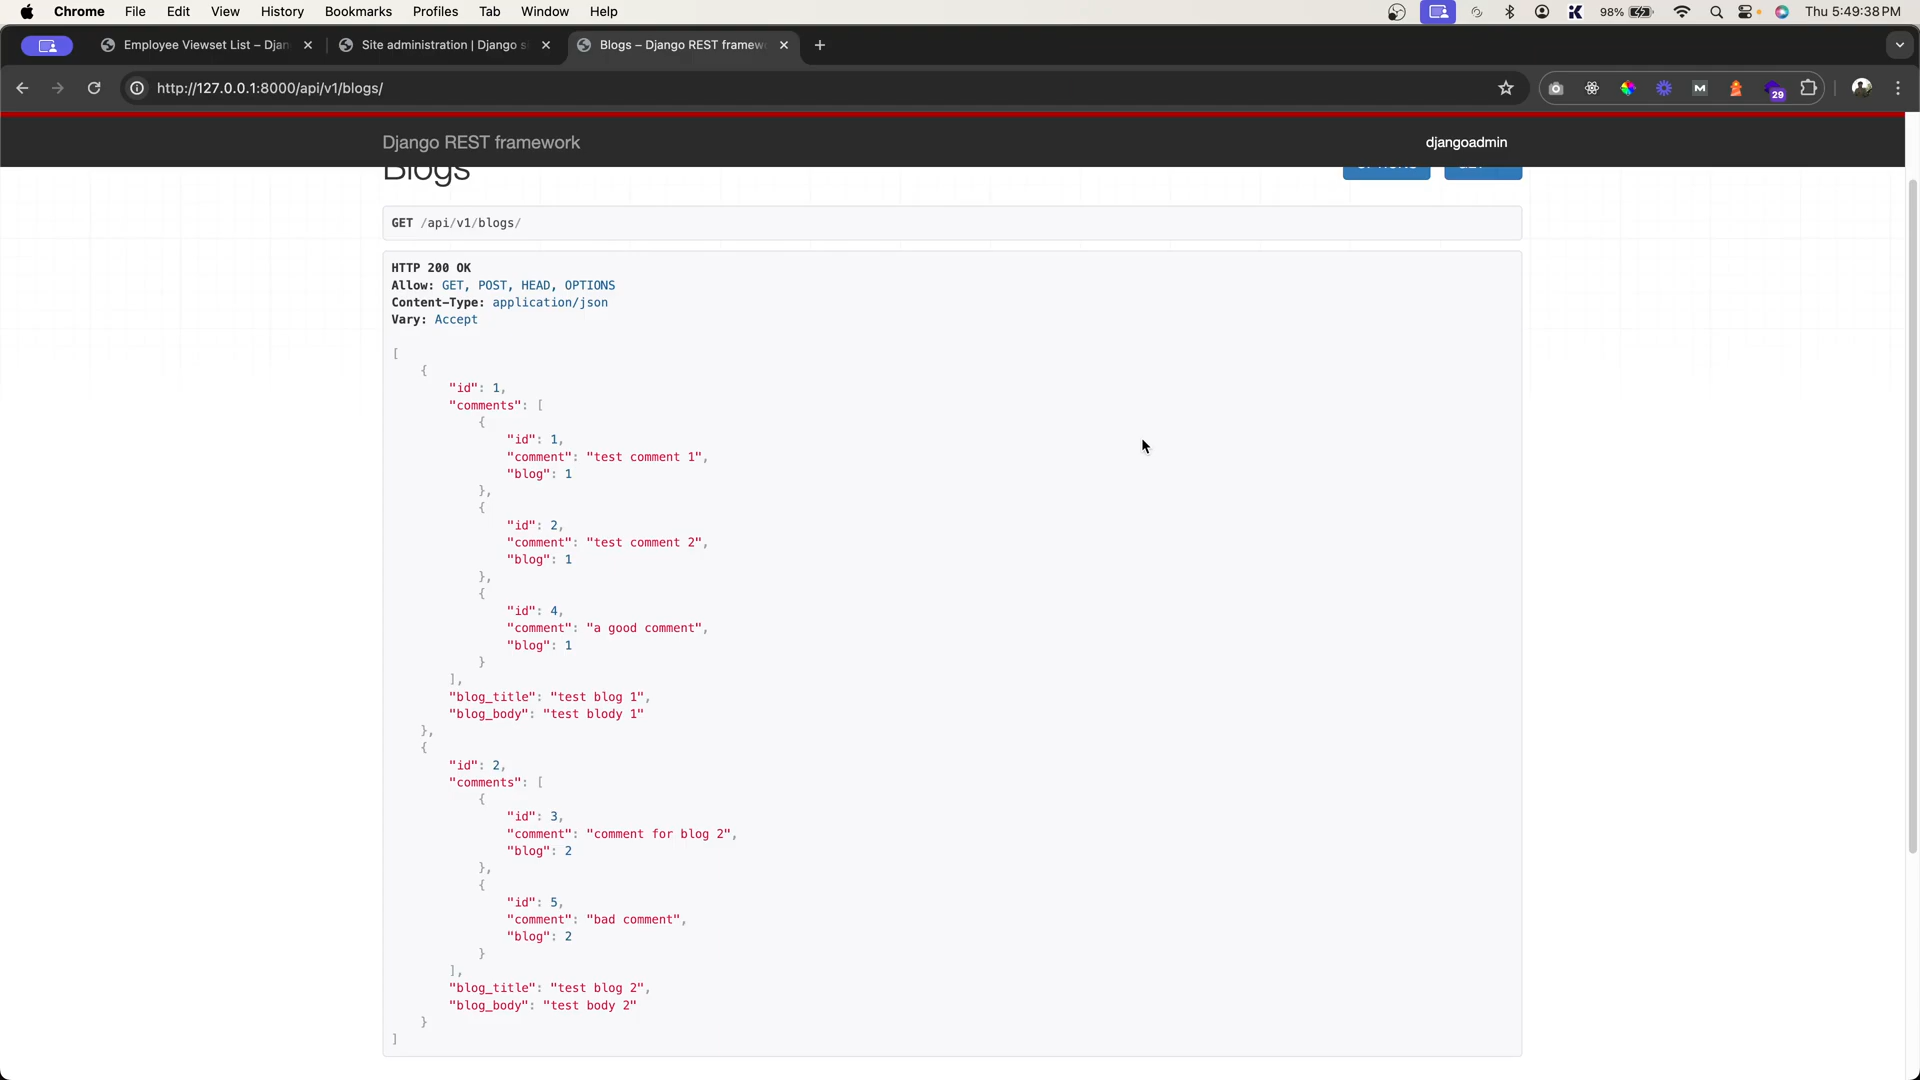 Chrome File Edit View History Bookmarks Profiles Tab Window Help 98% Thu 5:49:38 PM
Employee Viewset List – Djan
Site administration | Django s
Blogs – Django REST framew
http://127.0.0.1:8000/api/v1/blogs/
29
Django REST framework
djangoadmin
Blogs
GET /api/v1/blogs/
HTTP 200 OK
Allow: GET, POST, HEAD, OPTIONS
Content-Type: application/json
Vary: Accept
[
{
"id": 1,
"comments": [
{
"id": 1,
"comment": "test comment 1",
"blog": 1
},
{
"id": 2,
"comment": "test comment 2",
"blog": 1
},
{
"id": 4,
"comment": "a good comment",
"blog": 1
}
],
"blog_title": "test blog 1",
"blog_body": "test blody 1"
},
{
"id": 2,
"comments": [
{
"id": 3,
"comment": "comment for blog 2",
"blog": 2
},
{
"id": 5,
"comment": "bad comment",
"blog": 2
}
],
"blog_title": "test blog 2",
"blog_body": "test body 2"
}
]